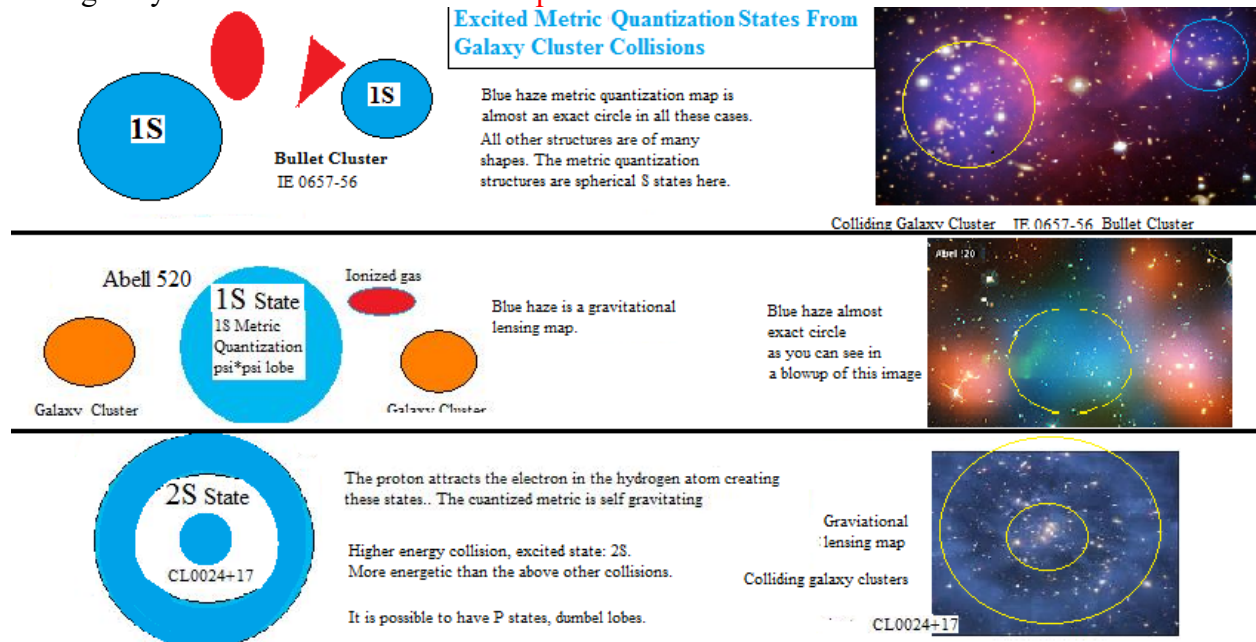 Excited Metric Quantization States From
Galaxy Cluster Collisions
1S
1S
Bullet Cluster
IE 0657-56
Blue haze metric quantization map is
almost an exact circle in all these cases.
All other structures are of many
shapes. The metric quantization
structures are spherical S states here.
Colliding Galaxy Cluster IE 0657-56 Bullet Cluster
Abell 520
1S State
1S Metric
Quantization
psi*psi lobe
Ionized gas
Galaxy Cluster
Galaxy Cluster
Blue haze is a gravitational
lensing map.
Blue haze almost
exact circle
as you can see in
a blowup of this image
Abell 520
2S State
CL0024+17
The proton attracts the electron in the hydrogen atom creating
these states.. The cuantized metric is self gravitating
Higher energy collision, excited state: 2S.
More energetic than the above other collisions.
It is possible to have P states, dumbel lobes.
Graviational
lensing map
Colliding galaxy clusters
CL0024+17